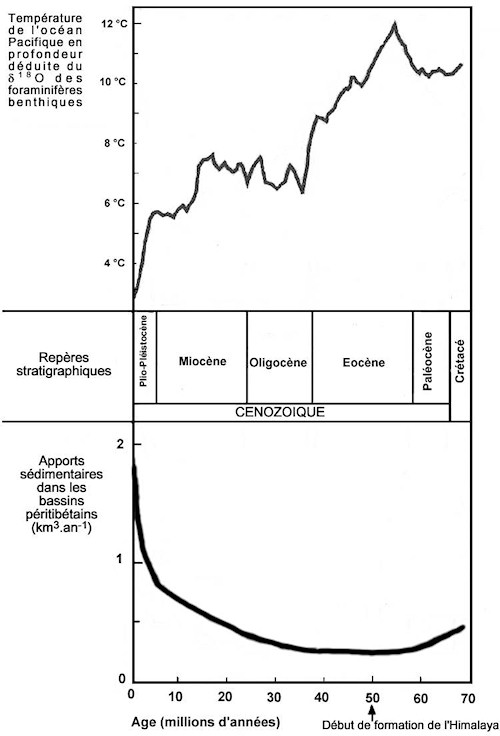 Température
de l'océan
Pacifique en
profondeur
déduite du
δ¹⁸O des
foraminifères
benthiques
12 °C
10 °C
8 °C
6 °C
4 °C
Repères
stratigraphiques
Plio-Pléistocène
Miocène
Oligocène
Eocène
Paléocène
Crétacé
CENOZOIQUE
Apports
sédimentaires
dans les
bassins
péritibétains
(km³.an⁻¹)
2
1
0
0 10 20 30 40 50 60 70
Age (millions d'années)
Début de formation de l'Himalaya